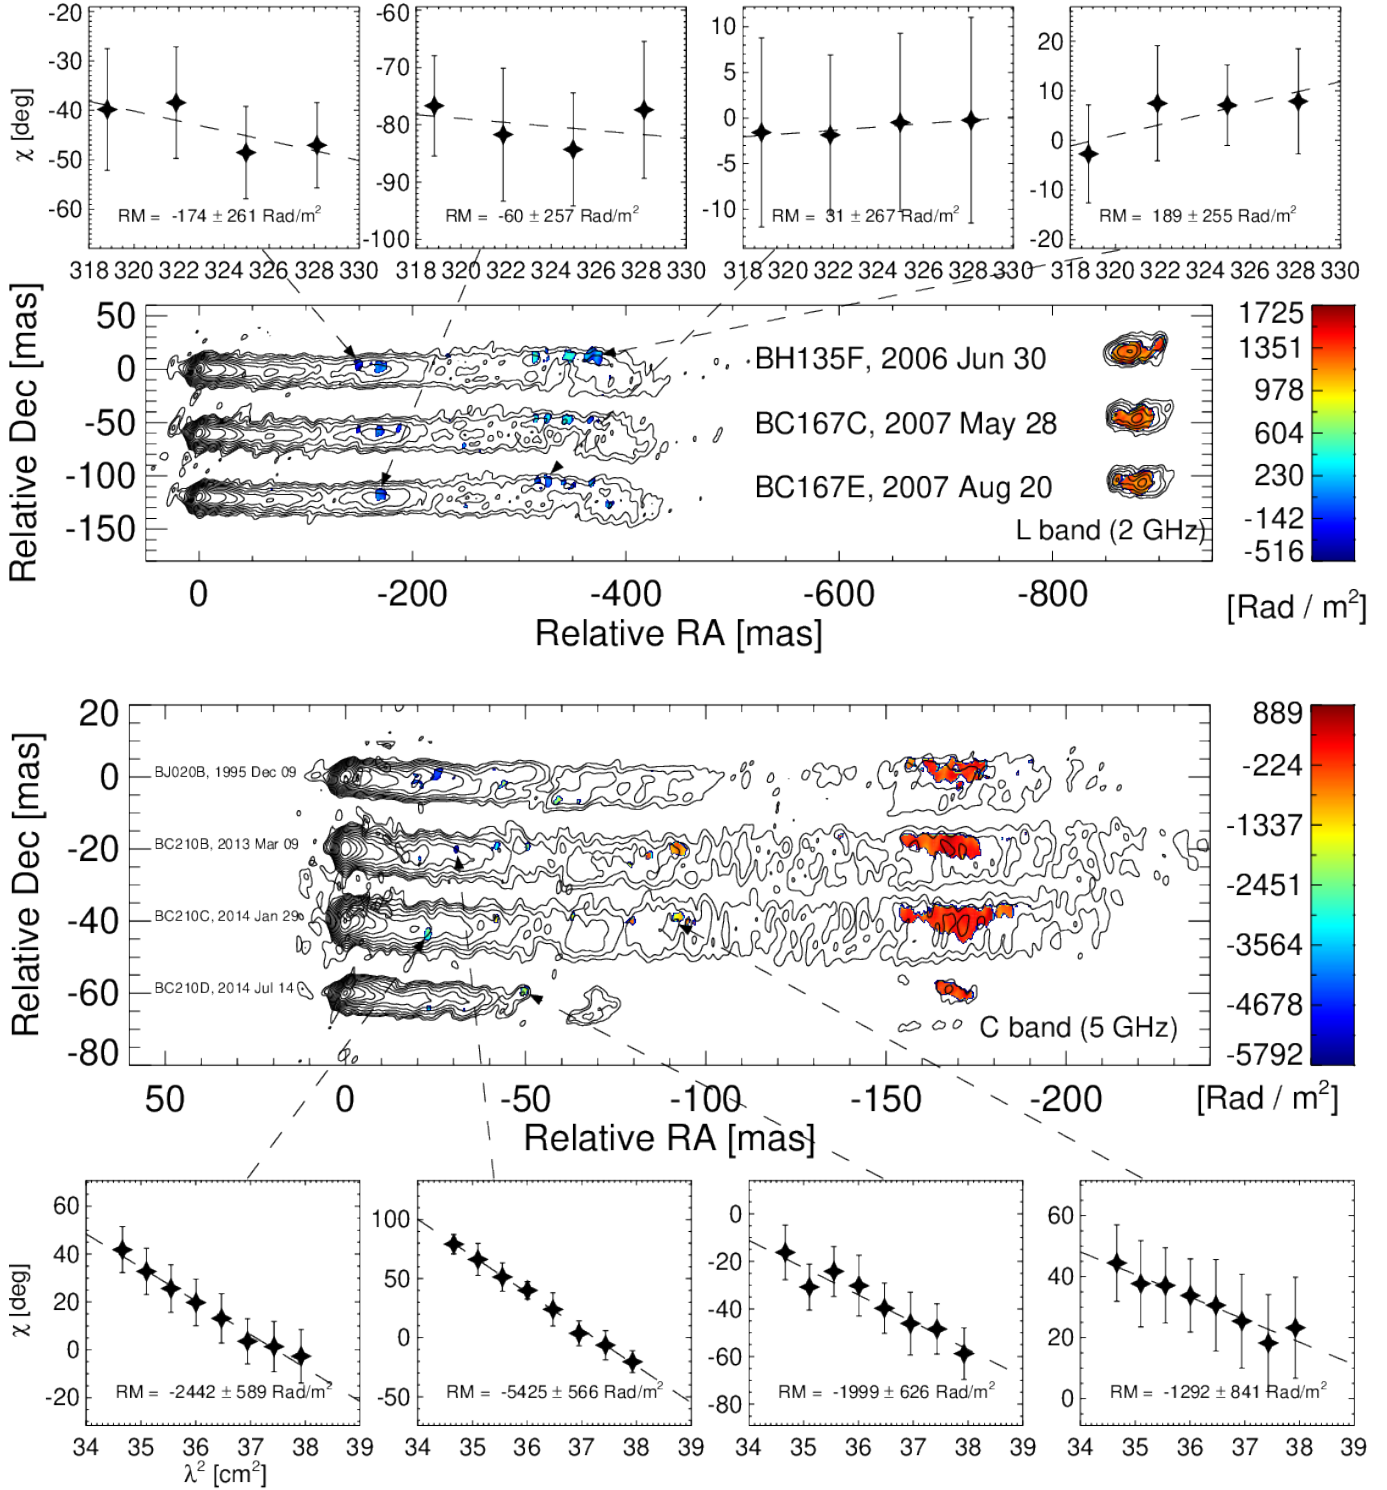 -20
-30
-40
-50
-60
χ [deg]
RM = -174 ± 261 Rad/m²
318 320 322 324 326 328 330
-60
-70
-80
-90
-100
RM = -60 ± 257 Rad/m²
318 320 322 324 326 328 330
10
5
0
-5
-10
RM = 31 ± 267 Rad/m²
318 320 322 324 326 328 330
20
10
0
-10
-20
RM = 189 ± 255 Rad/m²
318 320 322 324 326 328 330
Relative Dec [mas]
50
0
-50
-100
-150
BH135F, 2006 Jun 30
BC167C, 2007 May 28
BC167E, 2007 Aug 20
L band (2 GHz)
0 -200 -400 -600 -800
Relative RA [mas]
1725
1351
978
604
230
-142
-516
[Rad / m²]
Relative Dec [mas]
20
0
-20
-40
-60
-80
BJ020B, 1995 Dec 09
BC210B, 2013 Mar 09
BC210C, 2014 Jan 29
BC210D, 2014 Jul 14
C band (5 GHz)
50 0 -50 -100 -150 -200
Relative RA [mas]
889
-224
-1337
-2451
-3564
-4678
-5792
[Rad / m²]
60
40
20
0
-20
χ [deg]
RM = -2442 ± 589 Rad/m²
34 35 36 37 38 39
λ² [cm²]
100
50
0
-50
RM = -5425 ± 566 Rad/m²
34 35 36 37 38 39
0
-20
-40
-60
-80
RM = -1999 ± 626 Rad/m²
34 35 36 37 38 39
60
40
20
0
RM = -1292 ± 841 Rad/m²
34 35 36 37 38 39